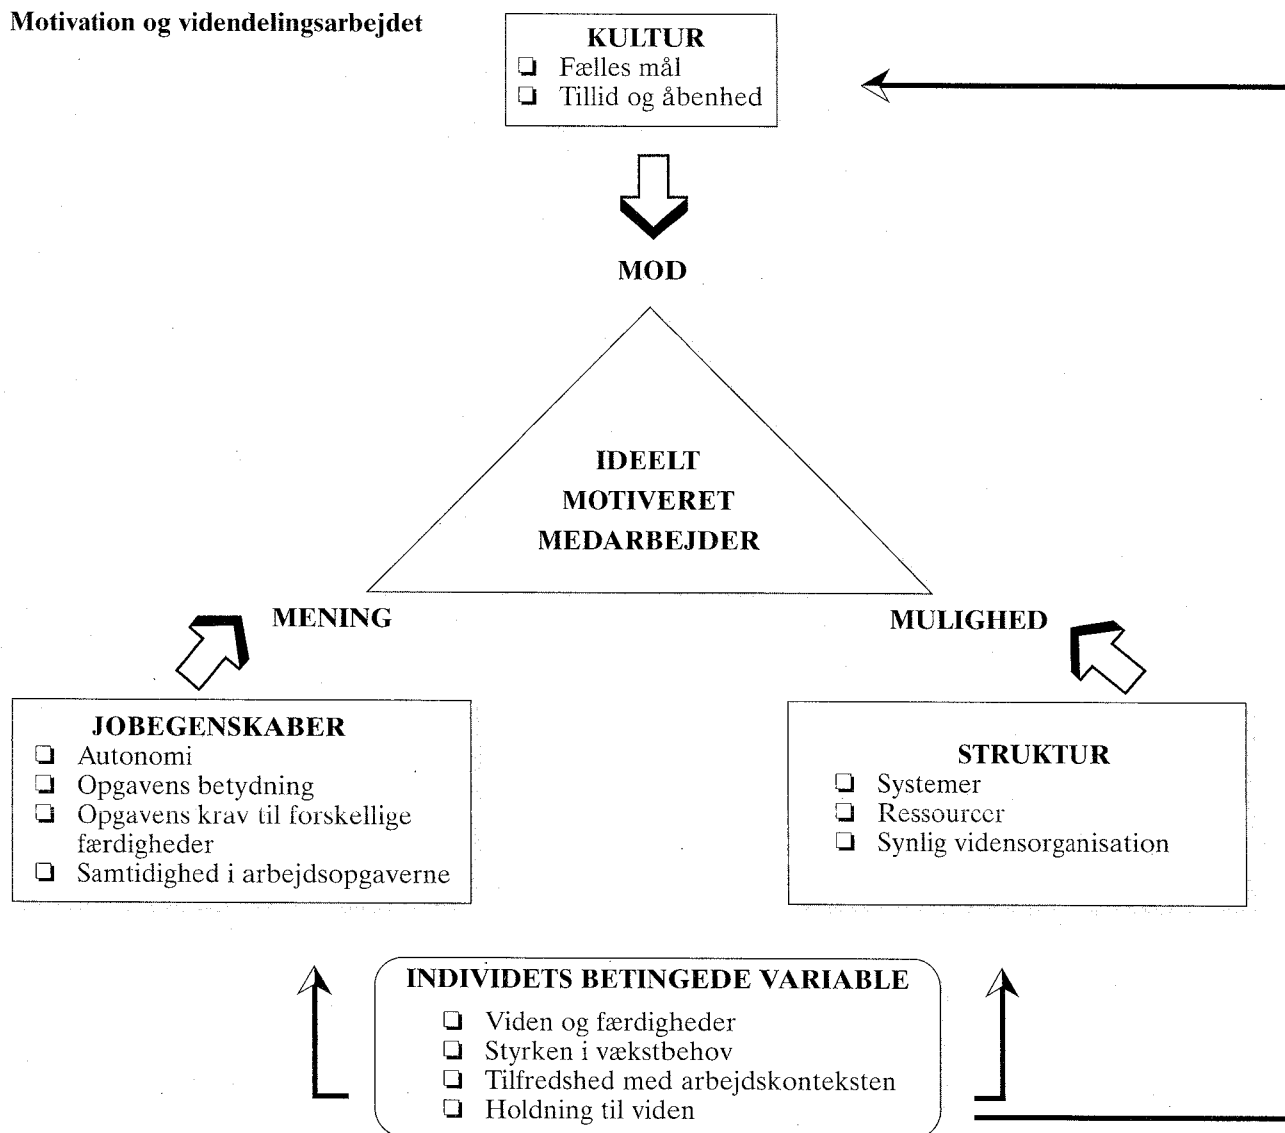 Motivation og videndelingsarbejdet
KULTUR
❏ Fælles mål
❏ Tillid og åbenhed
MOD
IDEELT
MOTIVERET
MEDARBEJDER
MENING
MULIGHED
JOBEGENSKABER
❏ Autonomi
❏ Opgavens betydning
❏ Opgavens krav til forskellige
færdigheder
❏ Samtidighed i arbejdsopgaverne
STRUKTUR
❏ Systemer
❏ Ressourcer
❏ Synlig vidensorganisation
INDIVIDETS BETINGEDE VARIABLE
❏ Viden og færdigheder
❏ Styrken i vækstbehov
❏ Tilfredshed med arbejdskonteksten
❏ Holdning til viden